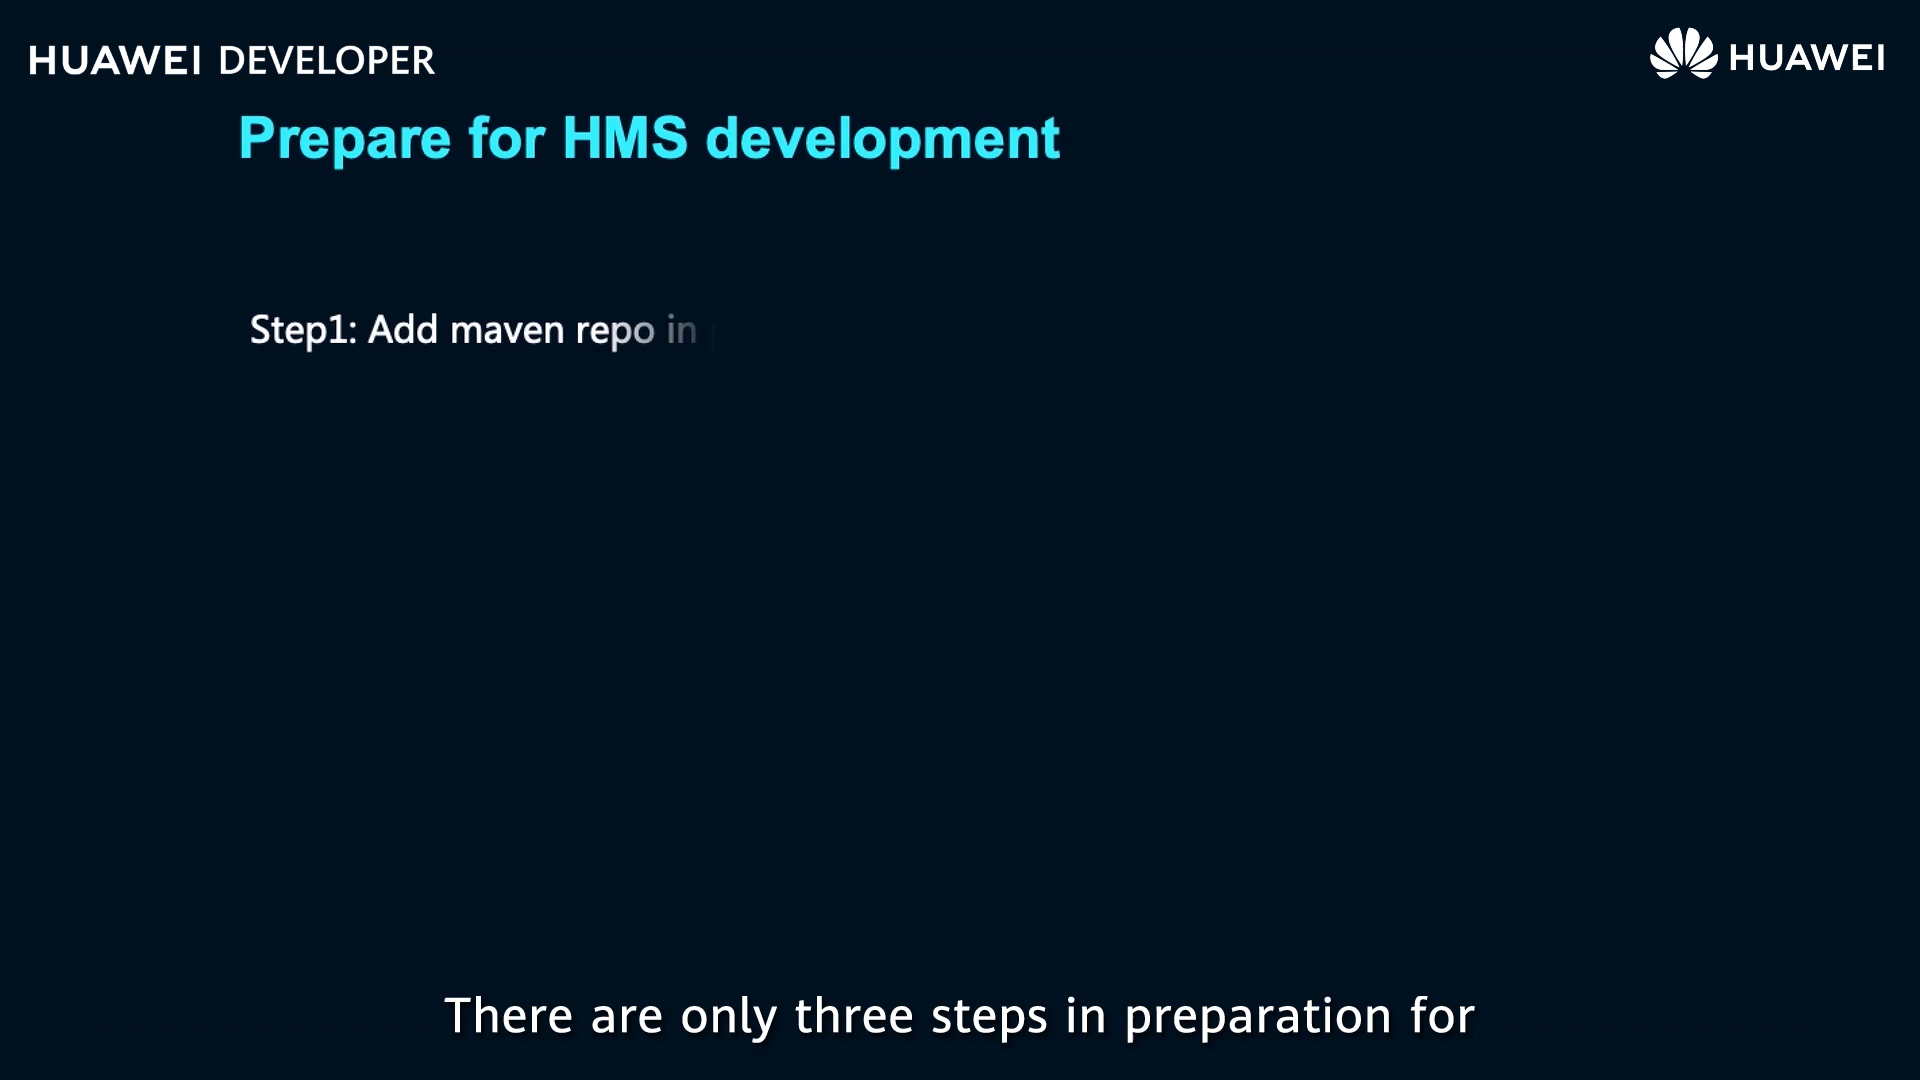 HUAWEI DEVELOPER
HUAWEI
Prepare for HMS development
Step1: Add maven repo in
There are only three steps in preparation for